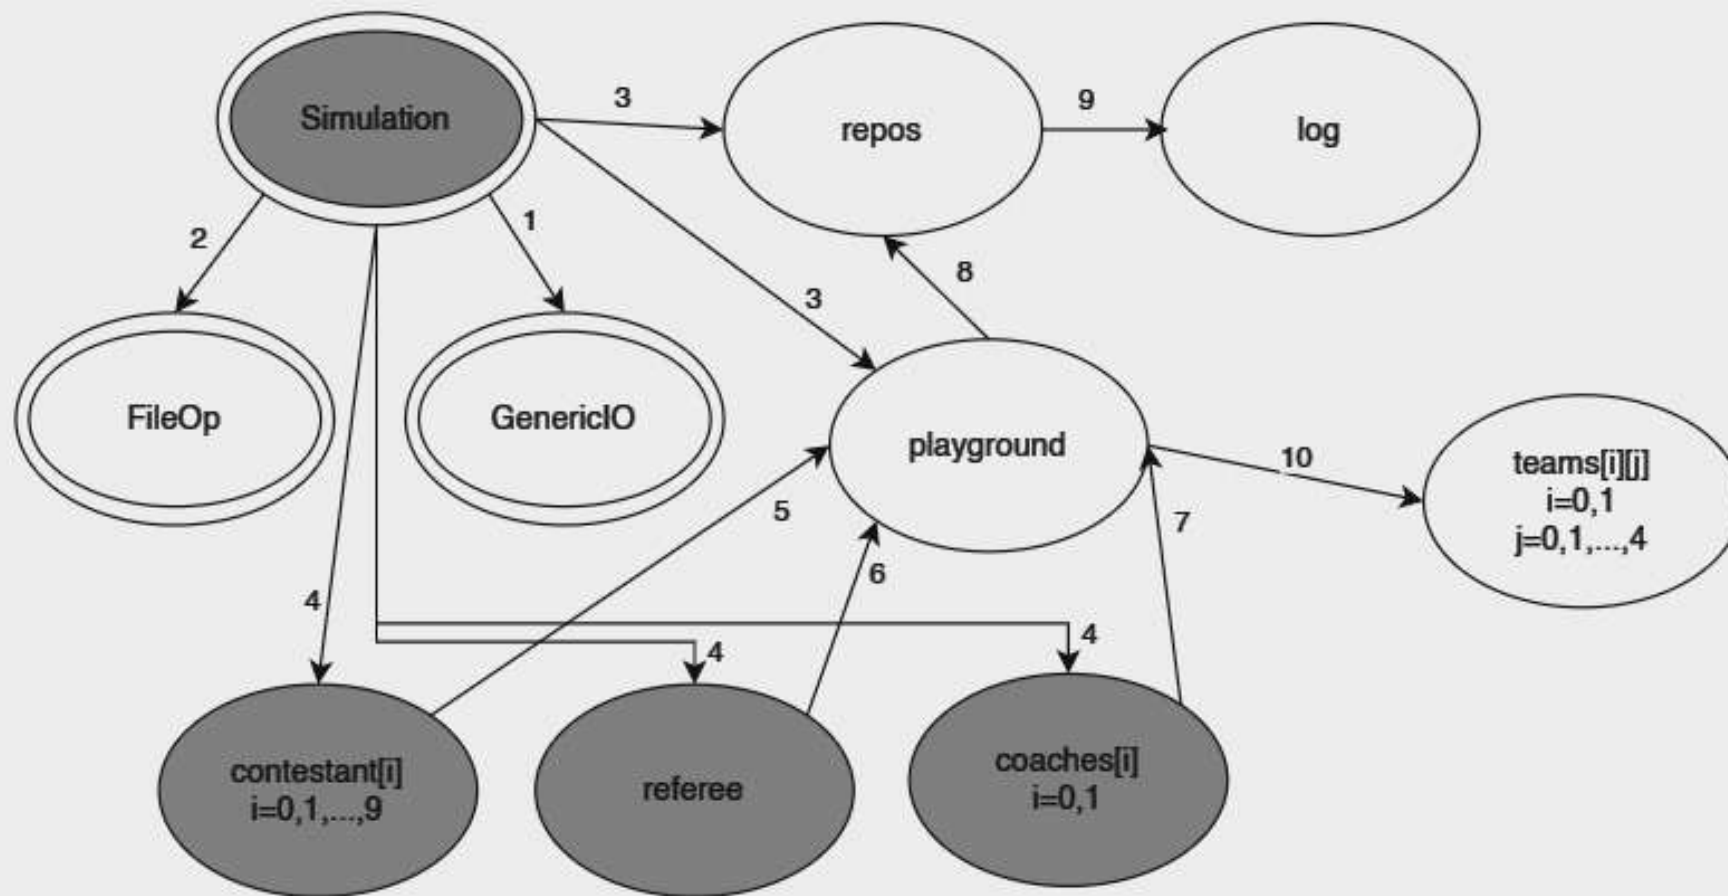 Simulation
3
repos
9
log
2
1
8
3
FileOp
GenericIO
playground
10
teams[i][j]
i=0,1
j=0,1,...,4
5
7
6
4
4
4
contestant[i]
i=0,1,...,9
referee
coaches[i]
i=0,1